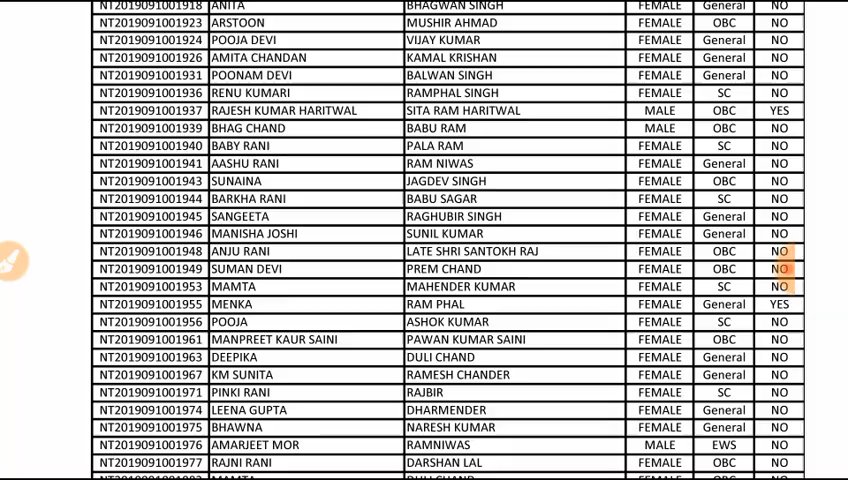 NT2019091001918 ANITA BHAGWAN SINGH FEMALE General NO
NT2019091001923 ARSTOON MUSHIR AHMAD FEMALE OBC NO
NT2019091001924 POOJA DEVI VIJAY KUMAR FEMALE General NO
NT2019091001926 AMITA CHANDAN KAMAL KRISHAN FEMALE General NO
NT2019091001931 POONAM DEVI BALWAN SINGH FEMALE General NO
NT2019091001936 RENU KUMARI RAMPHAL SINGH FEMALE SC NO
NT2019091001937 RAJESH KUMAR HARITWAL SITA RAM HARITWAL MALE OBC YES
NT2019091001939 BHAG CHAND BABU RAM MALE OBC NO
NT2019091001940 BABY RANI PALA RAM FEMALE SC NO
NT2019091001941 AASHU RANI RAM NIWAS FEMALE General NO
NT2019091001943 SUNAINA JAGDEV SINGH FEMALE OBC NO
NT2019091001944 BARKHA RANI BABU SAGAR FEMALE SC NO
NT2019091001945 SANGEETA RAGHUBIR SINGH FEMALE General NO
NT2019091001946 MANISHA JOSHI SUNIL KUMAR FEMALE General NO
NT2019091001948 ANJU RANI LATE SHRI SANTOKH RAJ FEMALE OBC NO
NT2019091001949 SUMAN DEVI PREM CHAND FEMALE OBC NO
NT2019091001953 MAMTA MAHENDER KUMAR FEMALE SC NO
NT2019091001955 MENKA RAM PHAL FEMALE General YES
NT2019091001956 POOJA ASHOK KUMAR FEMALE SC NO
NT2019091001961 MANPREET KAUR SAINI PAWAN KUMAR SAINI FEMALE OBC NO
NT2019091001963 DEEPIKA DULI CHAND FEMALE General NO
NT2019091001967 KM SUNITA RAMESH CHANDER FEMALE General NO
NT2019091001971 PINKI RANI RAJBIR FEMALE SC NO
NT2019091001974 LEENA GUPTA DHARMENDER FEMALE General NO
NT2019091001975 BHAWNA NARESH KUMAR FEMALE General NO
NT2019091001976 AMARJEET MOR RAMNIWAS MALE EWS NO
NT2019091001977 RAJNI RANI DARSHAN LAL FEMALE OBC NO